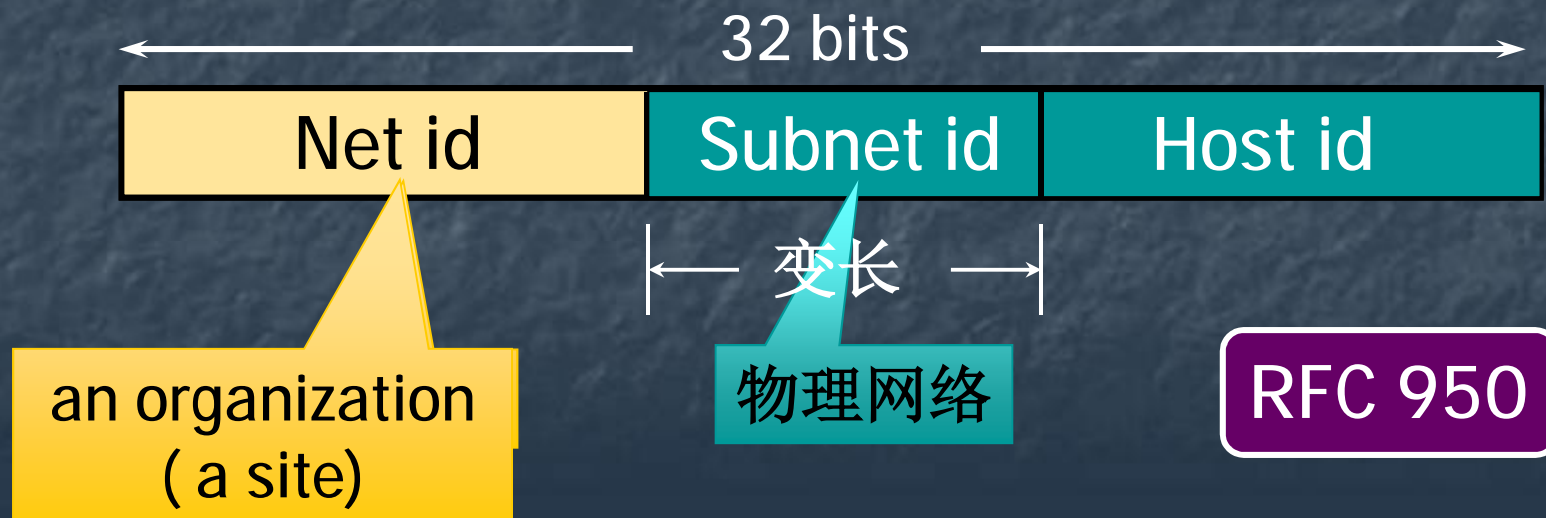 32 bits
Net id
Subnet id
Host id
变长
物理网络
RFC 950
an organization
( a site)